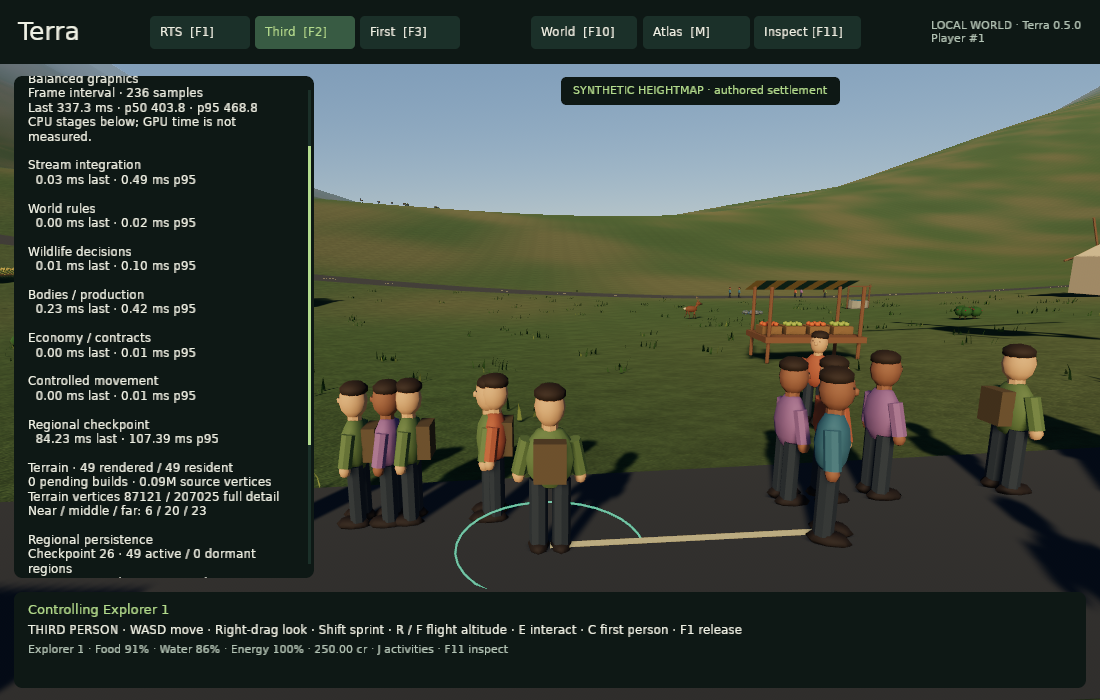 Terra
RTS [F1]
Third [F2]
First [F3]
World [F10]
Atlas [M]
Inspect [F11]
LOCAL WORLD · Terra 0.5.0
Player #1
SYNTHETIC HEIGHTMAP · authored settlement
Balanced graphics
Frame interval · 236 samples
Last 337.3 ms · p50 403.8 · p95 468.8
CPU stages below; GPU time is not
measured.
Stream integration
0.03 ms last · 0.49 ms p95
World rules
0.00 ms last · 0.02 ms p95
Wildlife decisions
0.01 ms last · 0.10 ms p95
Bodies / production
0.23 ms last · 0.42 ms p95
Economy / contracts
0.00 ms last · 0.01 ms p95
Controlled movement
0.00 ms last · 0.01 ms p95
Regional checkpoint
84.23 ms last · 107.39 ms p95
Terrain · 49 rendered / 49 resident
0 pending builds · 0.09M source vertices
Terrain vertices 87121 / 207025 full detail
Near / middle / far: 6 / 20 / 23
Regional persistence
Checkpoint 26 · 49 active / 0 dormant
regions
Controlling Explorer 1
THIRD PERSON · WASD move · Right-drag look · Shift sprint · R / F flight altitude · E interact · C first person · F1 release
Explorer 1 · Food 91% · Water 86% · Energy 100% · 250.00 cr · J activities · F11 inspect